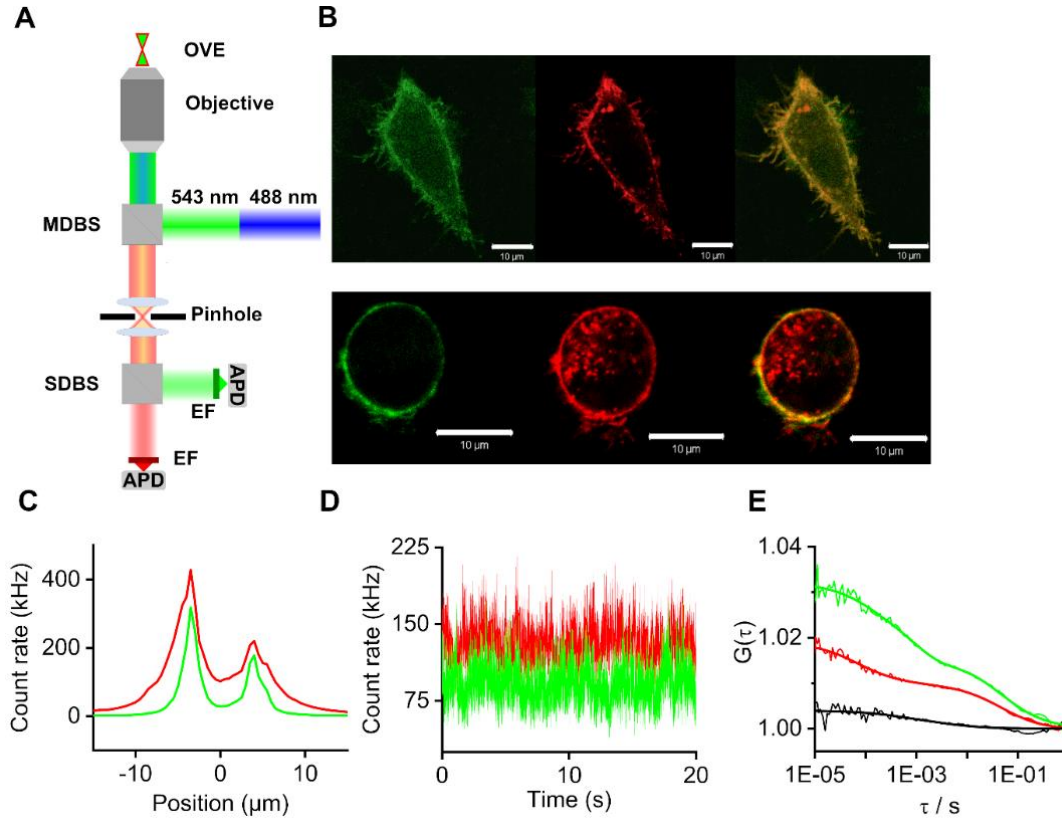 A
OVE
Objective
543 nm 488 nm
MDBS
Pinhole
SDBS
APD
EF
EF
APD
B
10 µm
10 µm
10 µm
10 µm
10 µm
10 µm
C
Count rate (kHz)
400
200
0
-10 0 10
Position (µm)
D
Count rate (kHz)
225
150
75
0 10 20
Time (s)
E
G(τ)
1.04
1.02
1.00
1E-05 1E-03 1E-01
τ / s